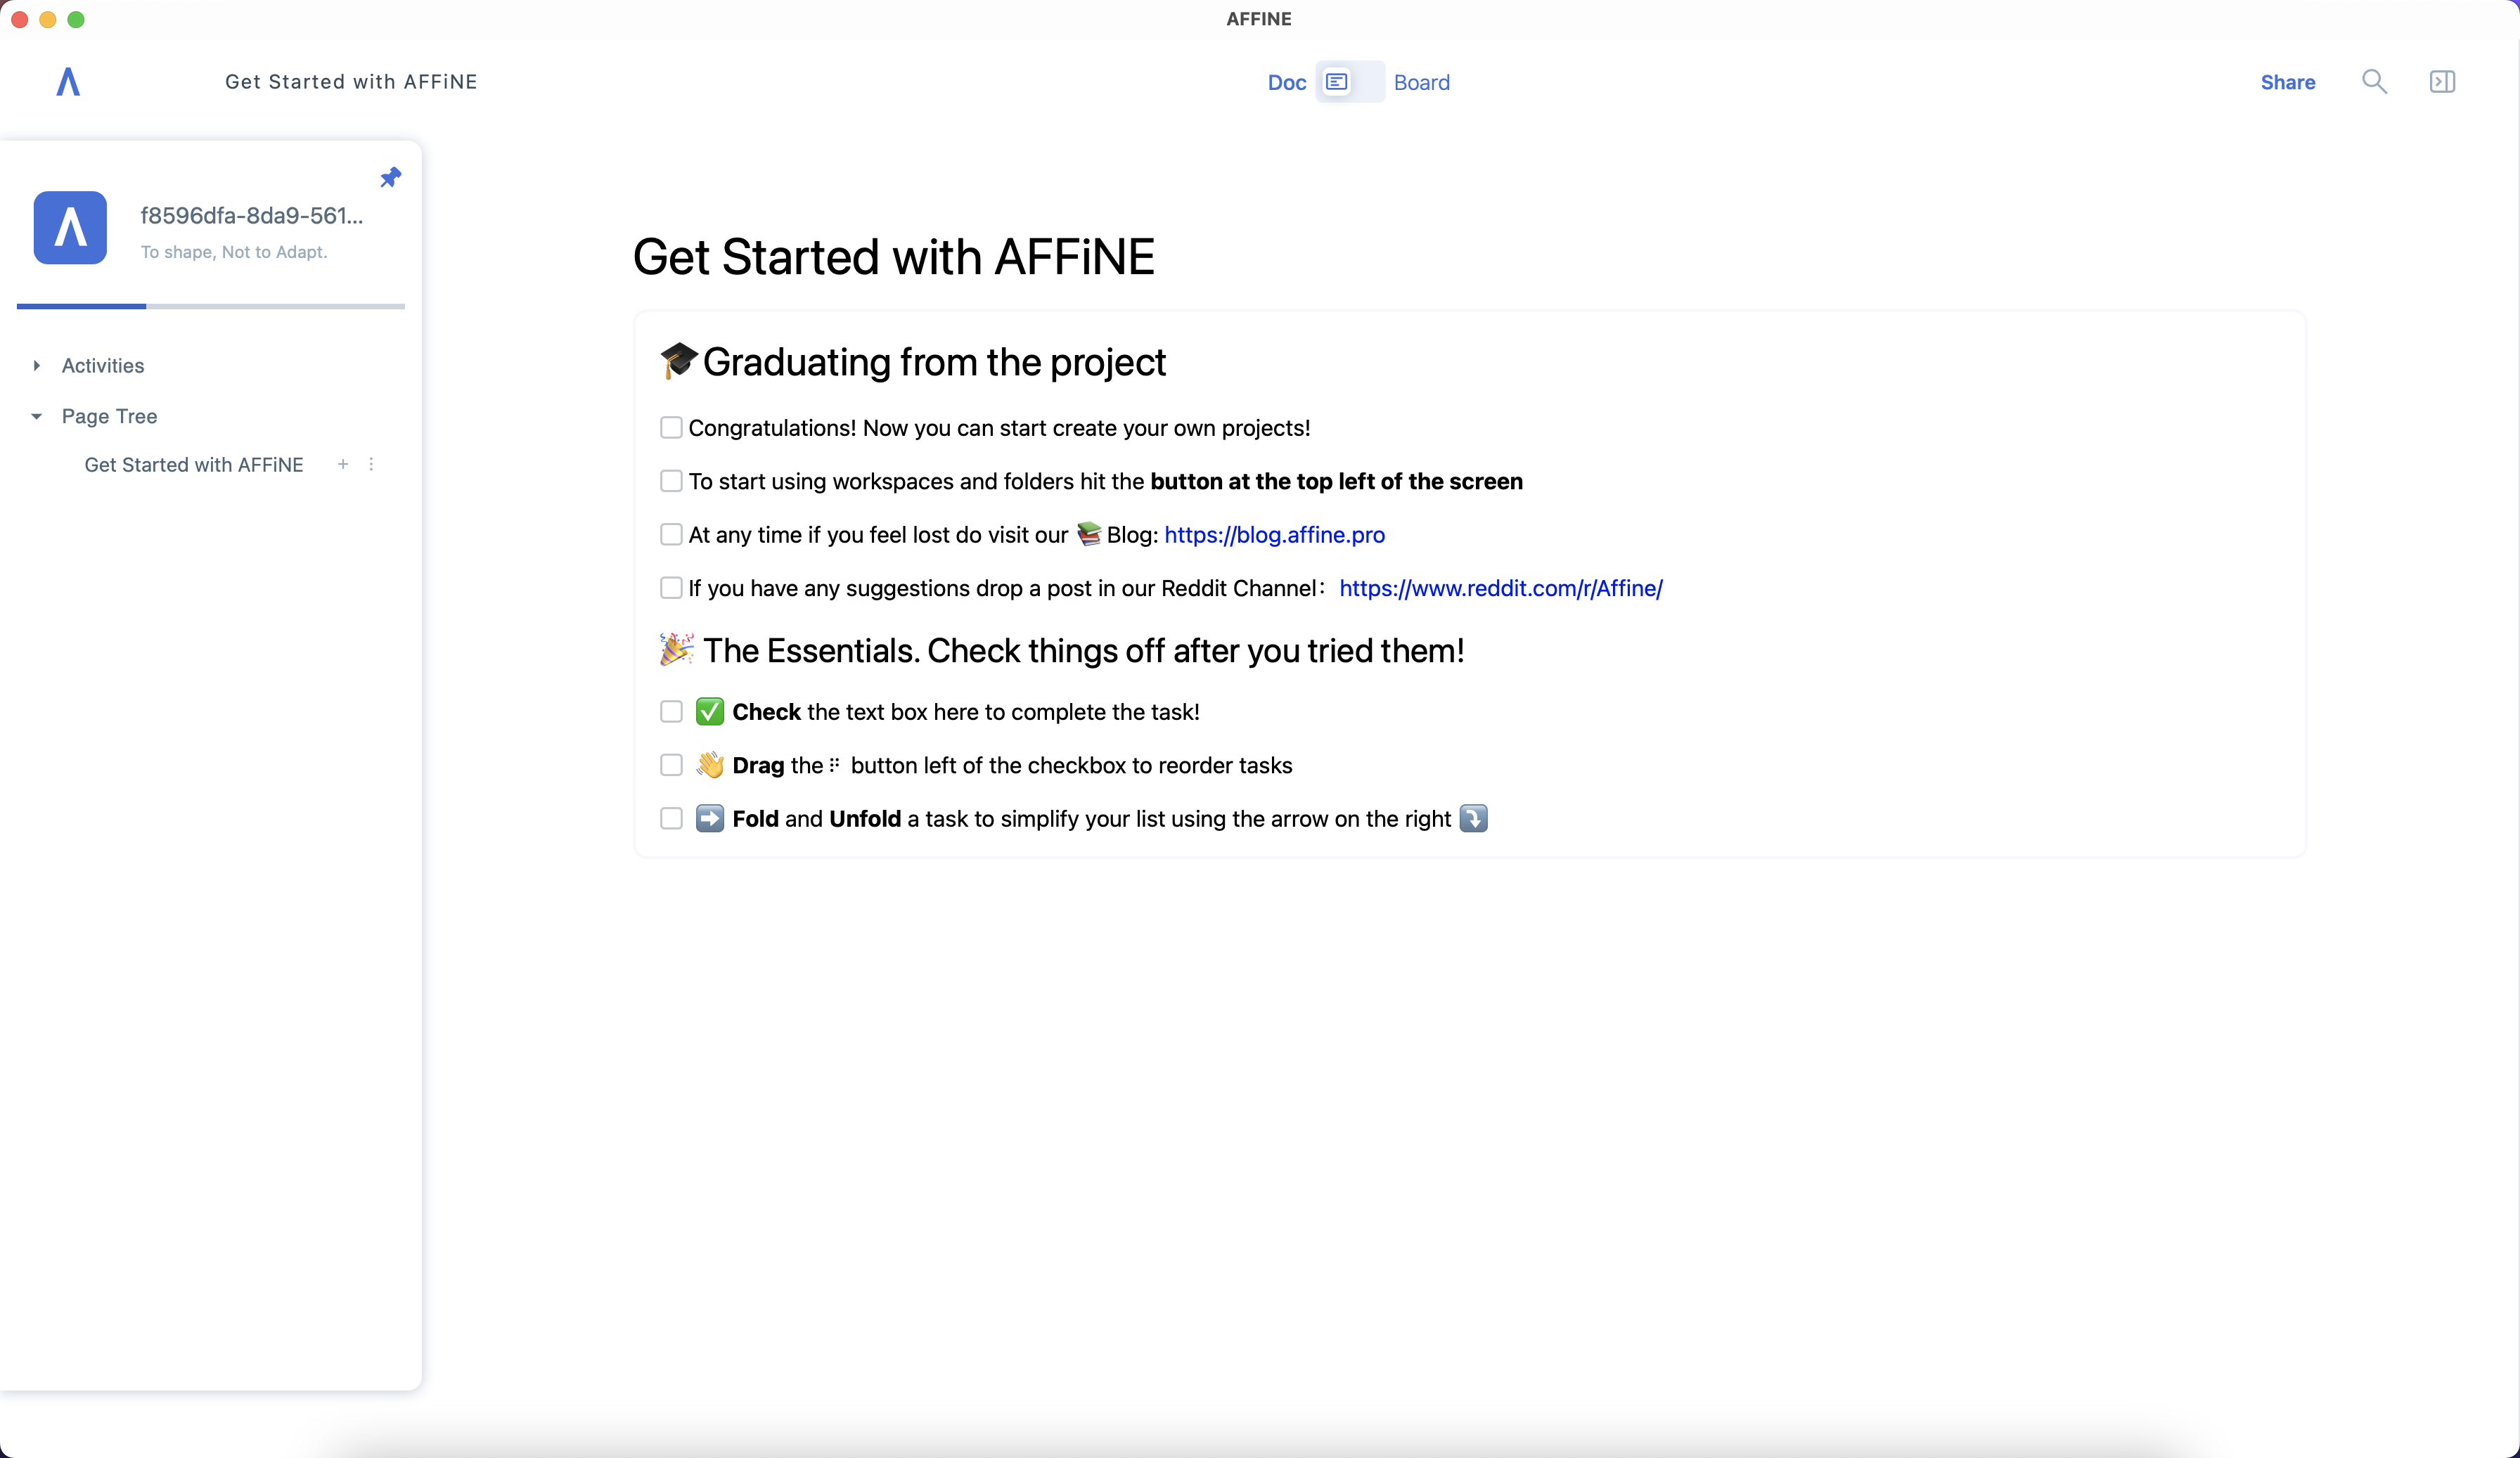 AFFINE
Get Started with AFFiNE
Doc
Board
Share
f8596dfa-8da9-561...
To shape, Not to Adapt.
Activities
Page Tree
Get Started with AFFiNE
Get Started with AFFiNE
🎓Graduating from the project
Congratulations! Now you can start create your own projects!
To start using workspaces and folders hit the button at the top left of the screen
At any time if you feel lost do visit our 📚 Blog: https://blog.affine.pro
If you have any suggestions drop a post in our Reddit Channel： https://www.reddit.com/r/Affine/
🎉 The Essentials. Check things off after you tried them!
✅ Check the text box here to complete the task!
👋 Drag the ⠟ button left of the checkbox to reorder tasks
➡️ Fold and Unfold a task to simplify your list using the arrow on the right ⤵️